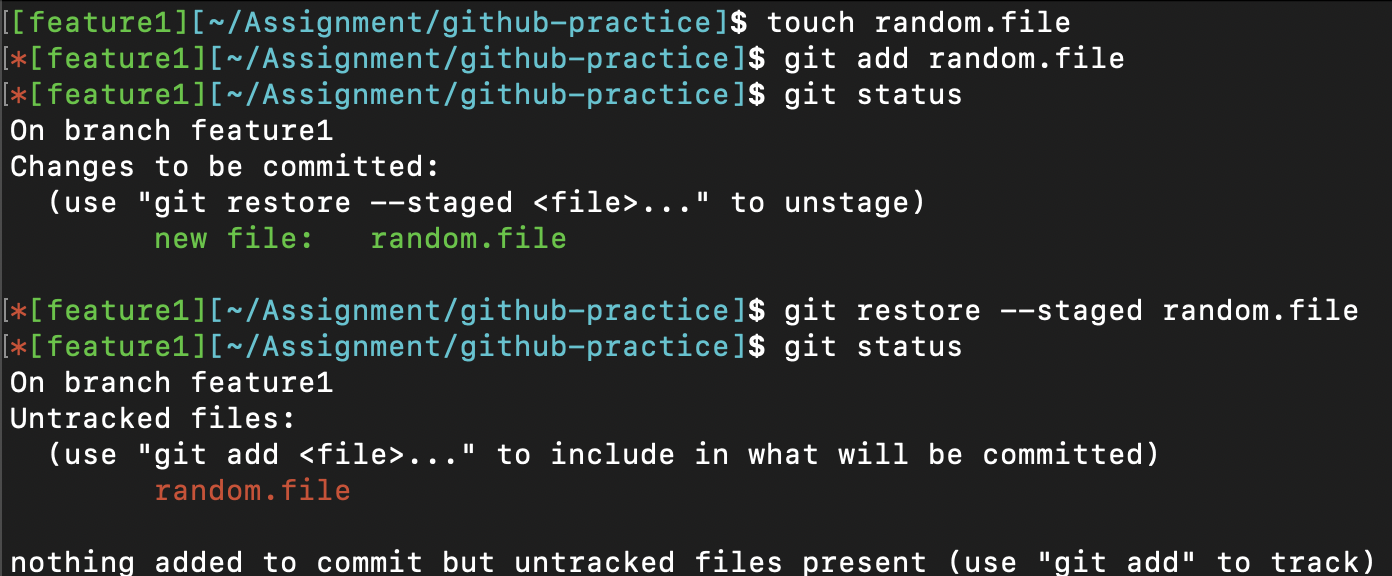 [[feature1][~/Assignment/github-practice]$ touch random.file
[*[feature1][~/Assignment/github-practice]$ git add random.file
[*[feature1][~/Assignment/github-practice]$ git status
On branch feature1
Changes to be committed:
  (use "git restore --staged <file>..." to unstage)
        new file:   random.file

[*[feature1][~/Assignment/github-practice]$ git restore --staged random.file
[*[feature1][~/Assignment/github-practice]$ git status
On branch feature1
Untracked files:
  (use "git add <file>..." to include in what will be committed)
        random.file

nothing added to commit but untracked files present (use "git add" to track)